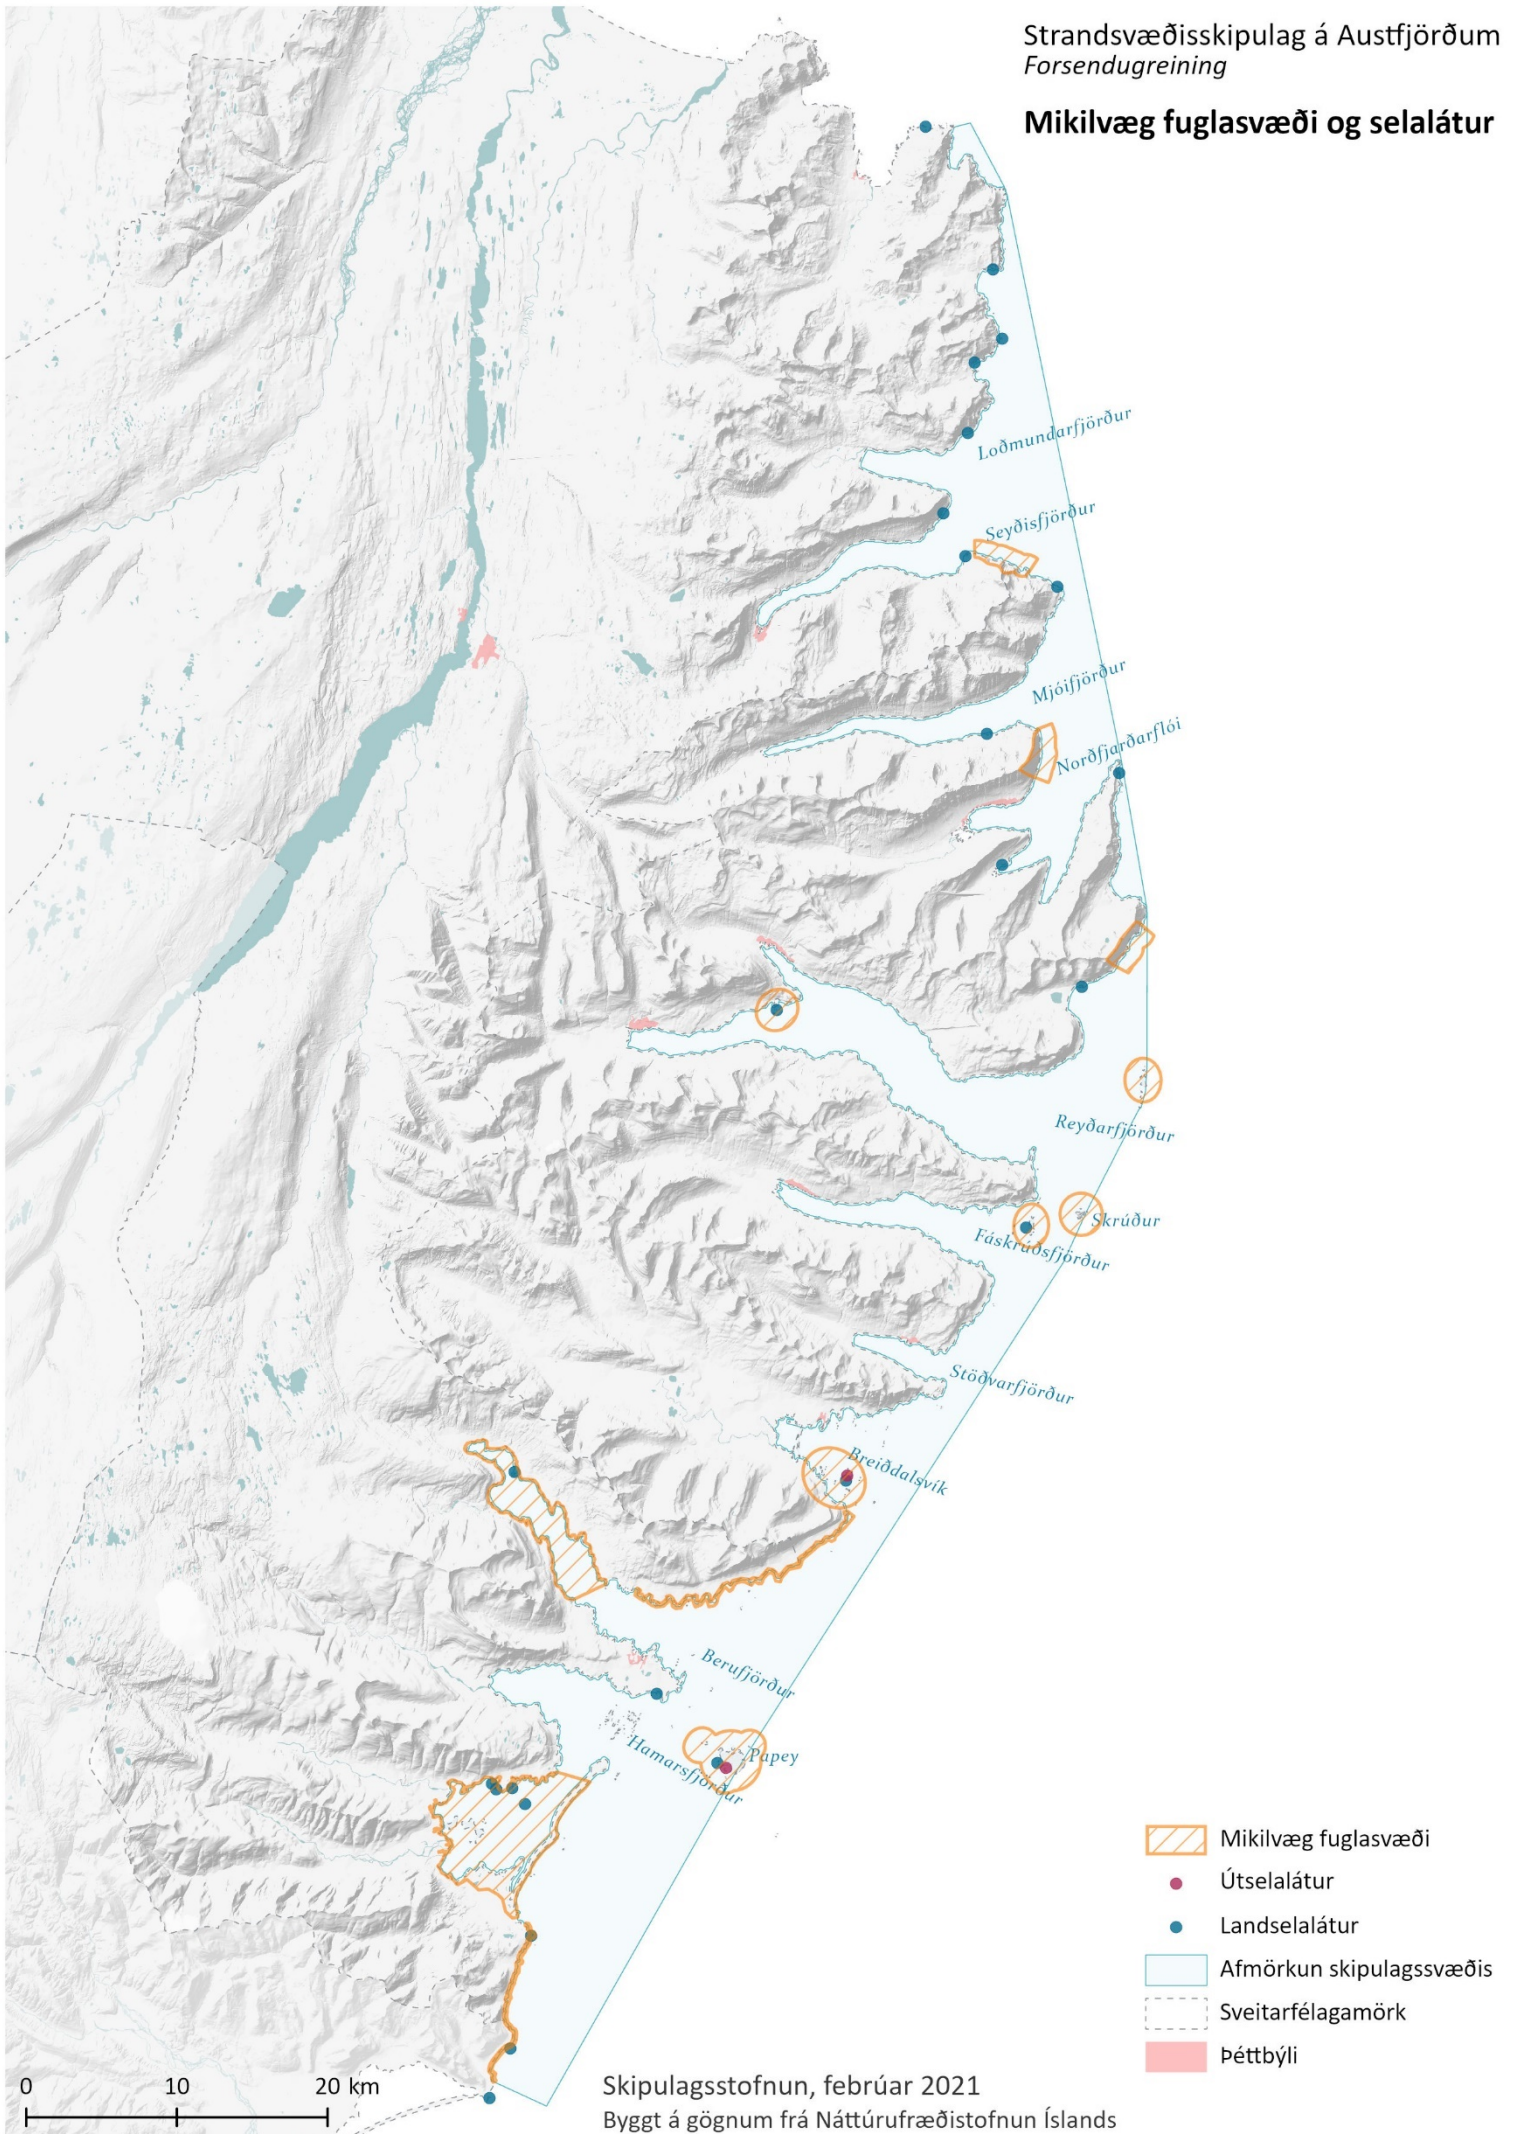 Strandsvæðisskipulag á Austfjörðum
Forsendugreining
Mikilvæg fuglasvæði og selalátur
Loðmundarfjörður
Seyðisfjörður
Mjóifjörður
Norðfjarðarflói
Reyðarfjörður
Skrúður
Fáskrúðsfjörður
Stöðvarfjörður
Breiðdalsvík
Berufjörður
Papey
Hamarsfjörður
Mikilvæg fuglasvæði
Útselalátur
Landselalátur
Afmörkun skipulagssvæðis
Sveitarfélagamörk
Þéttbýli
0 10 20 km
Skipulagsstofnun, febrúar 2021
Byggt á gögnum frá Náttúrufræðistofnun Íslands